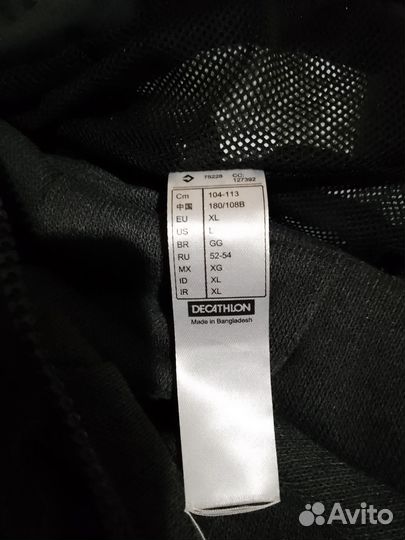 78228 CC: 127392
Cm 104-113
中国 180/108B
EU XL
US L
BR GG
RU 52-54
MX XG
ID XL
IR XL
DECATHLON
Made in Bangladesh
Avito